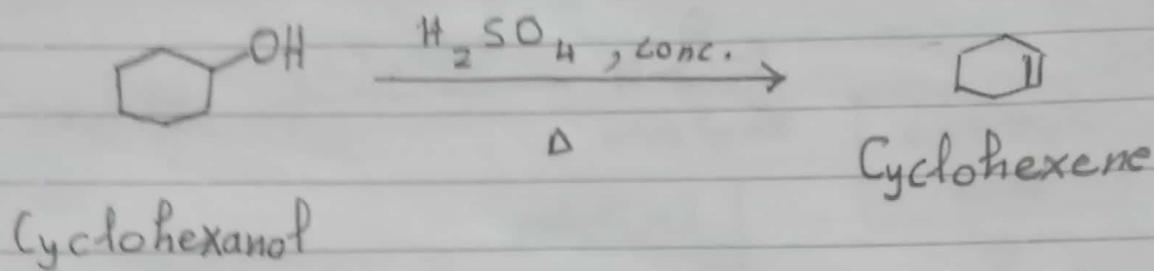 OH
H2SO4, conc.
Δ
Cyclohexene
Cyclohexanol